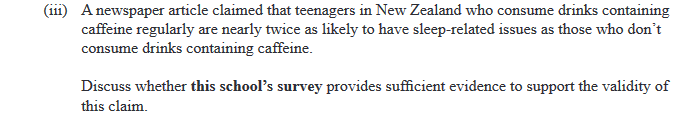 (iii) A newspaper article claimed that teenagers in New Zealand who consume drinks containing
caffeine regularly are nearly twice as likely to have sleep-related issues as those who don’t
consume drinks containing caffeine.
Discuss whether this school’s survey provides sufficient evidence to support the validity of
this claim.